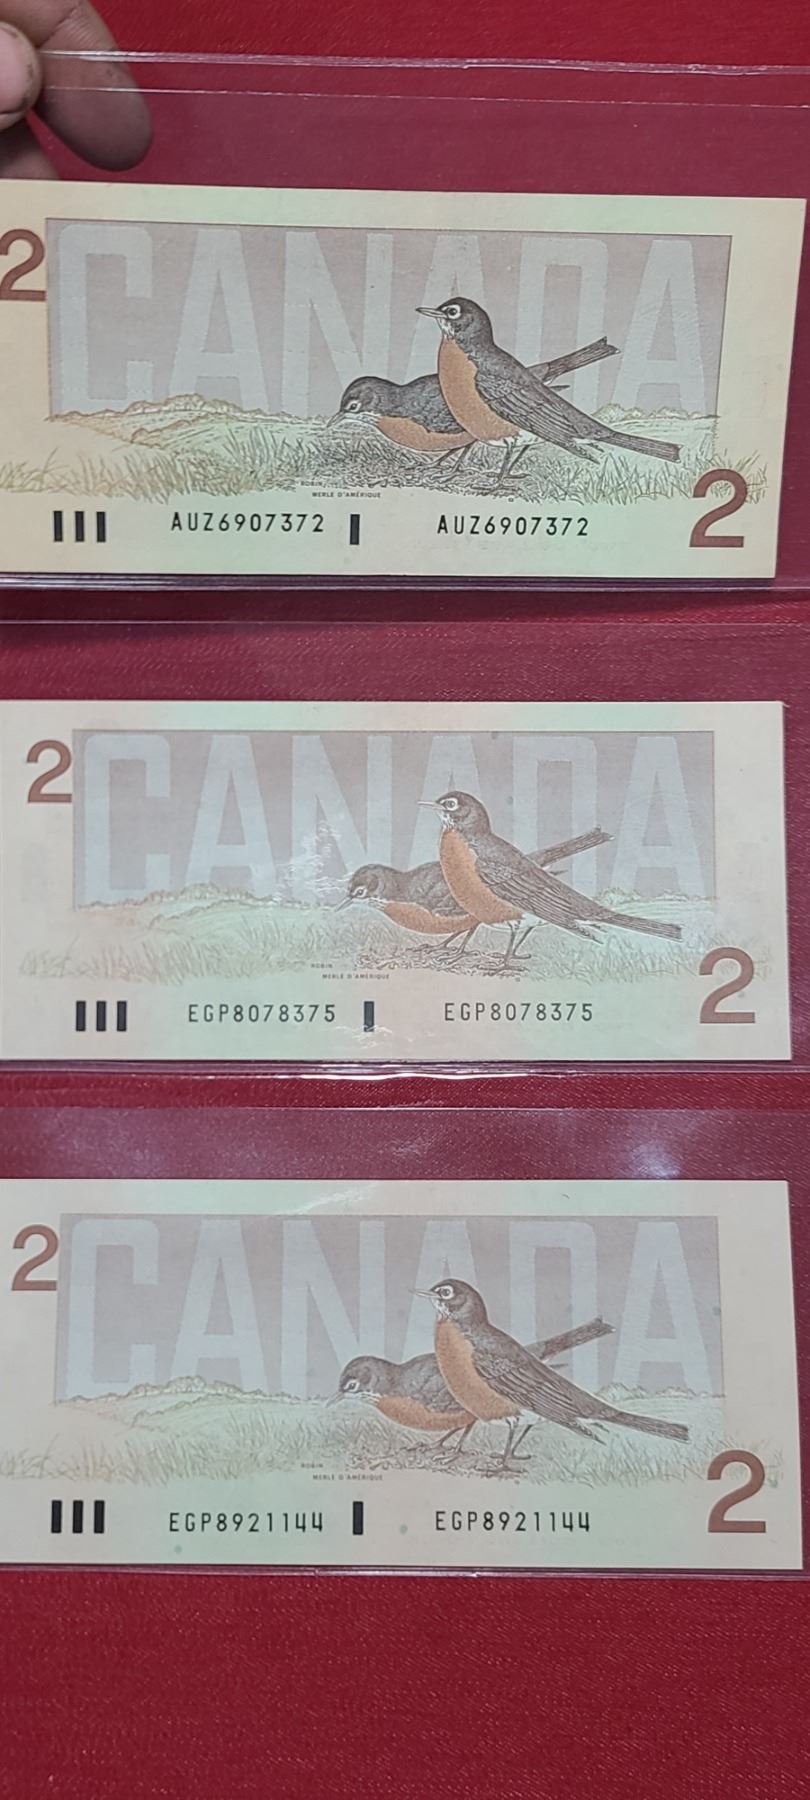 2 CANADA
ROBIN
MERLE D'AMÉRIQUE
AUZ6907372 AUZ6907372 2
2 CANADA
ROBIN
MERLE D'AMÉRIQUE
EGP8078375 EGP8078375 2
2 CANADA
ROBIN
MERLE D'AMÉRIQUE
EGP8921144 EGP8921144 2